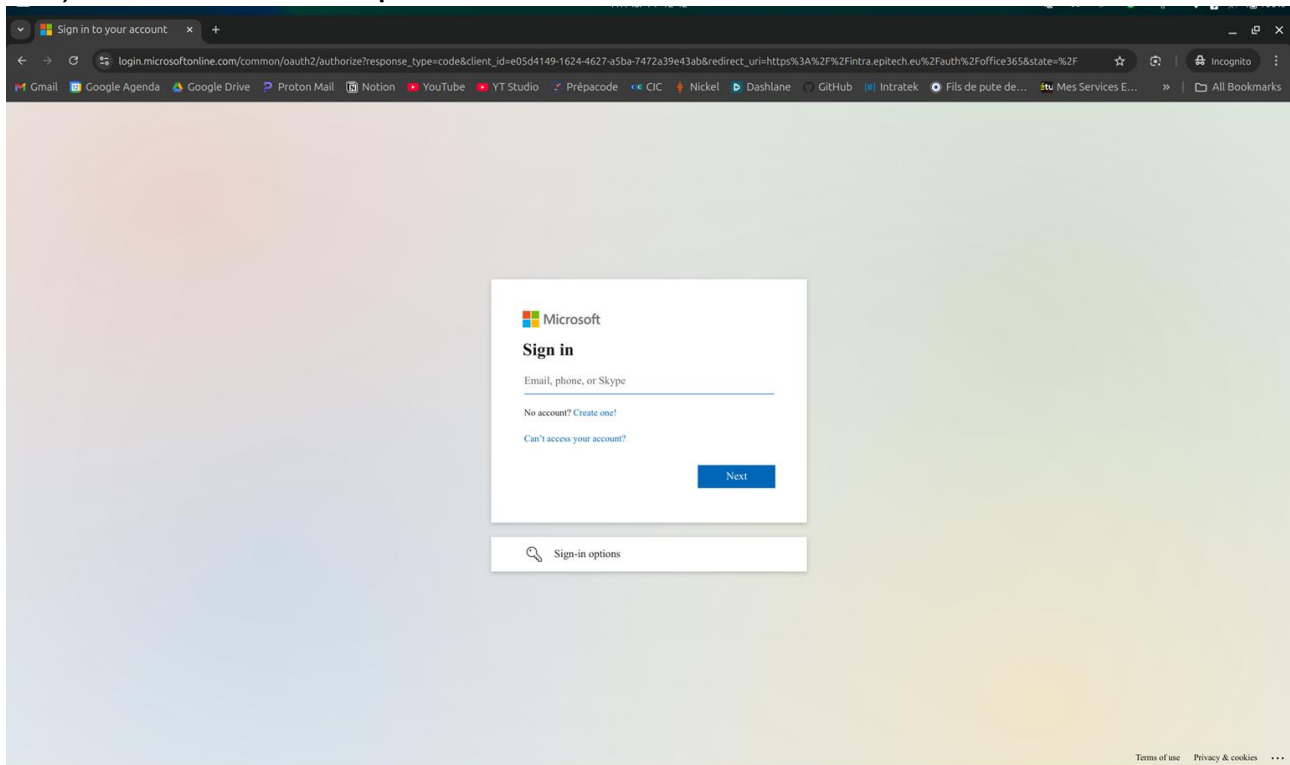 Sign in to your account
login.microsoftonline.com/common/oauth2/authorize?response_type=code&client_id=e05d4149-1624-4627-a5ba-7472a39e43ab&redirect_uri=https%3A%2F%2Fintra.epitech.eu%2Fauth%2Foffice365&state=%2F Incognito
Gmail Google Agenda Google Drive Proton Mail Notion YouTube YT Studio Prépacode CIC Nickel Dashlane GitHub Intratek Fils de pute de... Mes Services E... » All Bookmarks
Microsoft
Sign in
Email, phone, or Skype
No account? Create one!
Can't access your account?
Next
Sign-in options
Terms of use Privacy & cookies ...